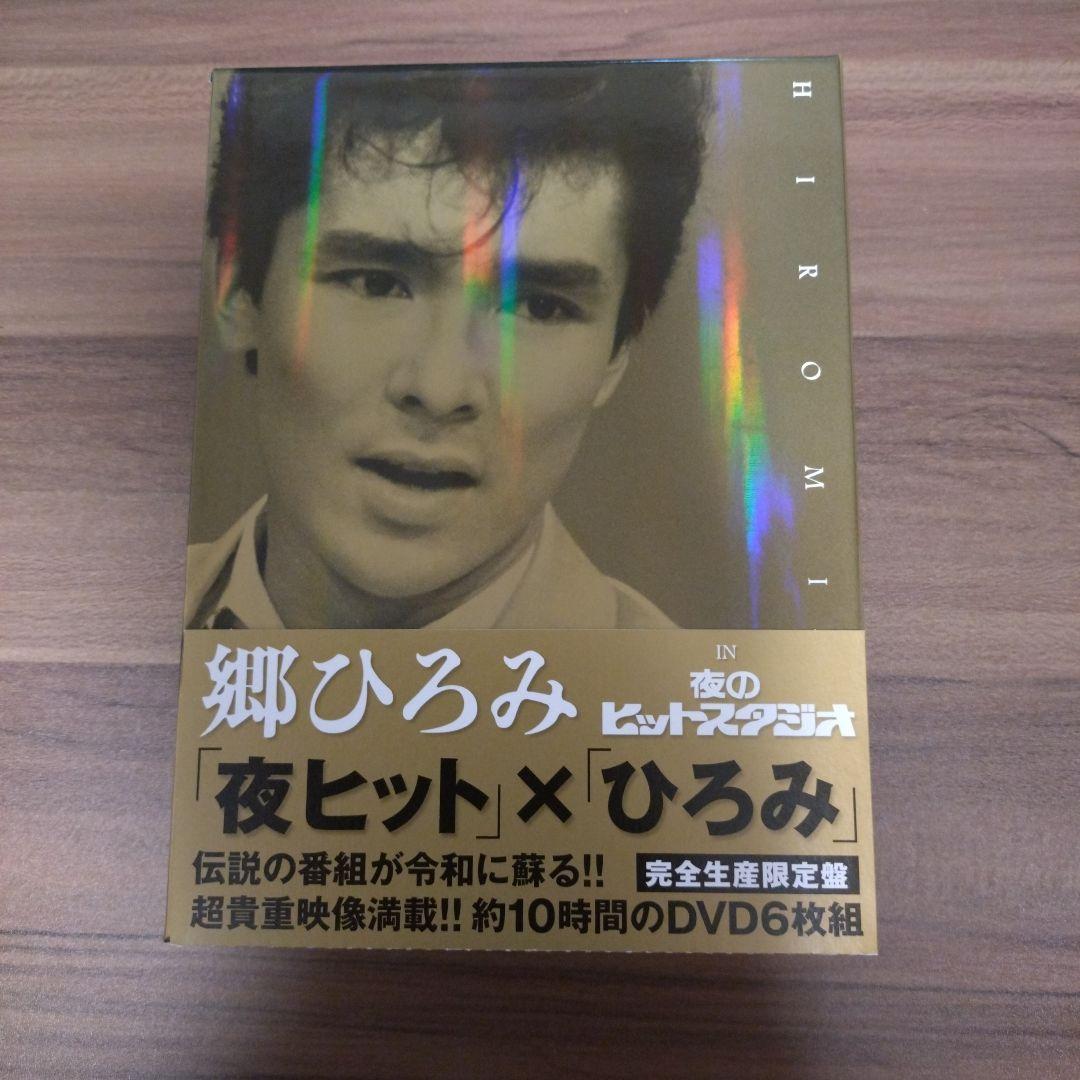 HIROMI
郷ひろみ
IN
夜の
ヒットスタジオ
「夜ヒット」×「ひろみ」
伝説の番組が令和に蘇る!!
完全生産限定盤
超貴重映像満載!! 約10時間のDVD6枚組